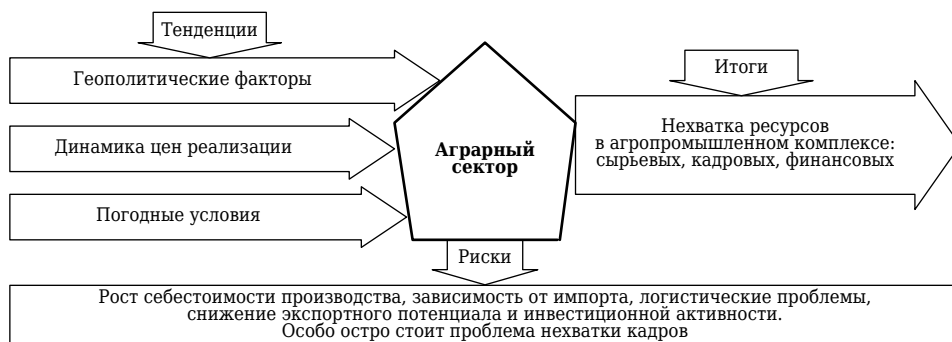 Тенденции
Геополитические факторы
Динамика цен реализации
Погодные условия
Аграрный
сектор
Итоги
Нехватка ресурсов
в агропромышленном комплексе:
сырьевых, кадровых, финансовых
Риски
Рост себестоимости производства, зависимость от импорта, логистические проблемы,
снижение экспортного потенциала и инвестиционной активности.
Особо остро стоит проблема нехватки кадров